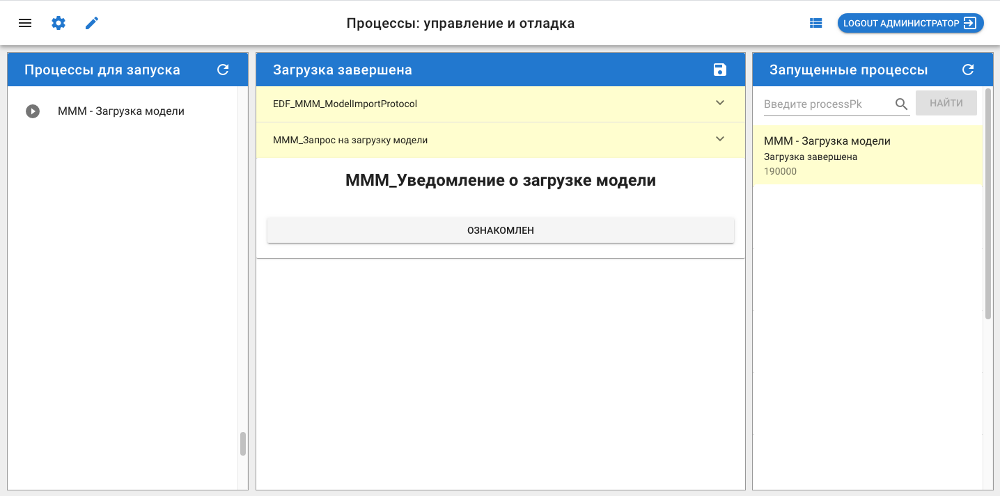 Процессы: управление и отладка
LOGOUT АДМИНИСТРАТОР
Процессы для запуска
МММ - Загрузка модели
Загрузка завершена
EDF_MMM_ModelImportProtocol
МММ_Запрос на загрузку модели
МММ_Уведомление о загрузке модели
ОЗНАКОМЛЕН
Запущенные процессы
Введите processPk
НАЙТИ
МММ - Загрузка модели
Загрузка завершена
190000